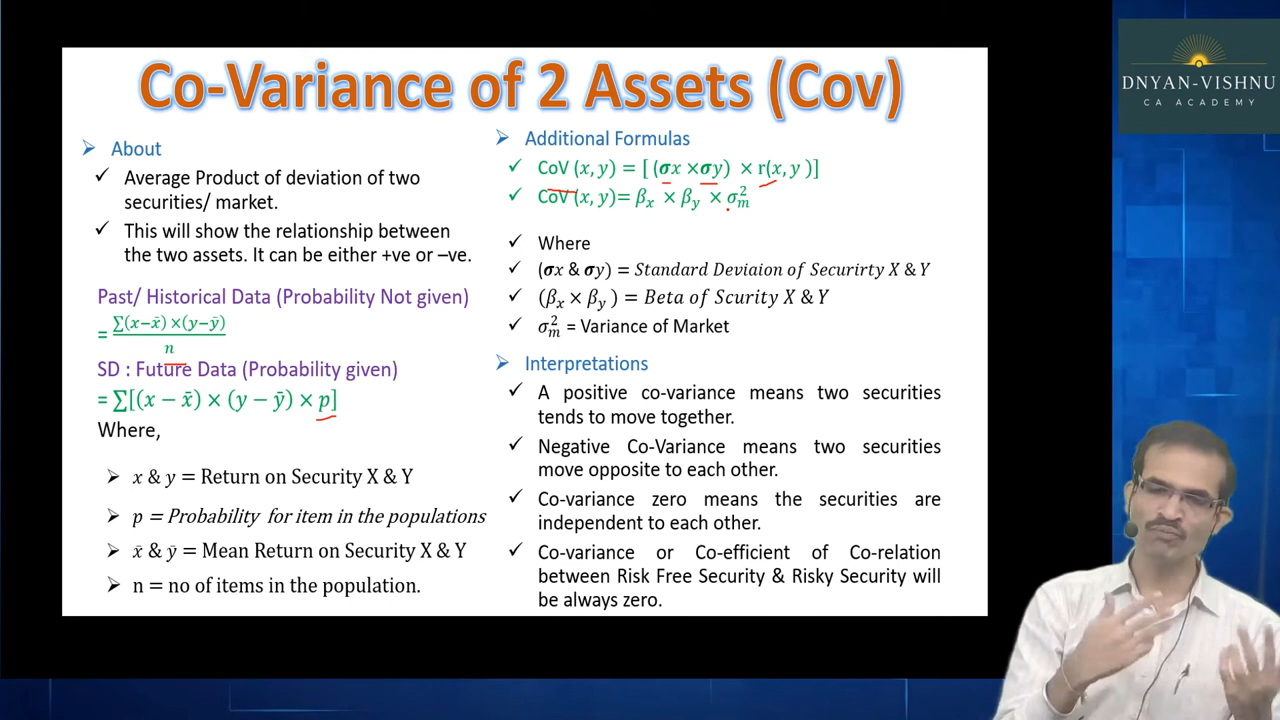 Co-Variance of 2 Assets (Cov)
➢ About
✓ Average Product of deviation of two
securities/ market.
✓ This will show the relationship between
the two assets. It can be either +ve or –ve.
Past/ Historical Data (Probability Not given)
= ∑(x−x̄) ×(y−ȳ) / n
SD : Future Data (Probability given)
= ∑[(x − x̄) × (y − ȳ) × p]
Where,
➢ x & y = Return on Security X & Y
➢ p = Probability for item in the populations
➢ x̄ & ȳ = Mean Return on Security X & Y
➢ n = no of items in the population.
➢ Additional Formulas
✓ CoV (x, y) = [ (σx ×σy) × r(x, y )]
✓ CoV (x, y)= βx × βy × σ²m
✓ Where
✓ (σx & σy) = Standard Deviaion of Securirty X & Y
✓ (βx × βy ) = Beta of Scurity X & Y
✓ σ²m = Variance of Market
➢ Interpretations
✓ A positive co-variance means two securities
tends to move together.
✓ Negative Co-Variance means two securities
move opposite to each other.
✓ Co-variance zero means the securities are
independent to each other.
✓ Co-variance or Co-efficient of Co-relation
between Risk Free Security & Risky Security will
be always zero.
DNYAN-VISHNU
CA ACADEMY